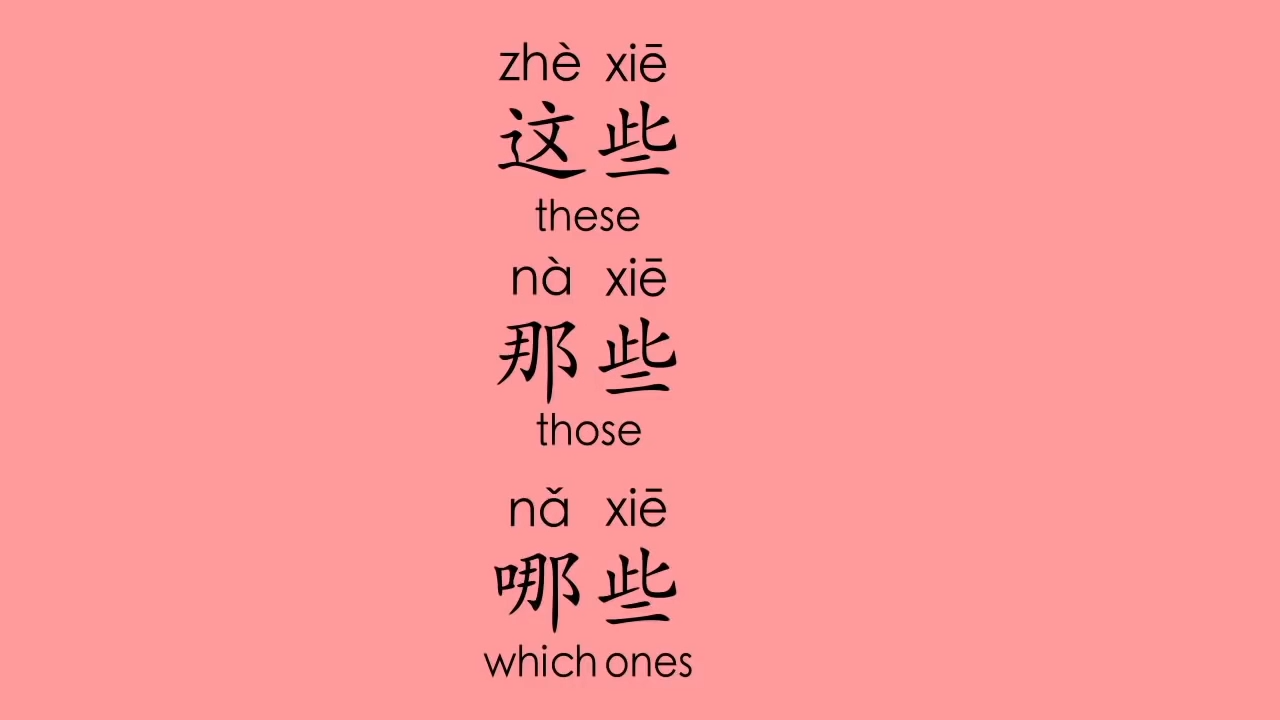 zhè xiē
这些
these
nà xiē
那些
those
nǎ xiē
哪些
which ones